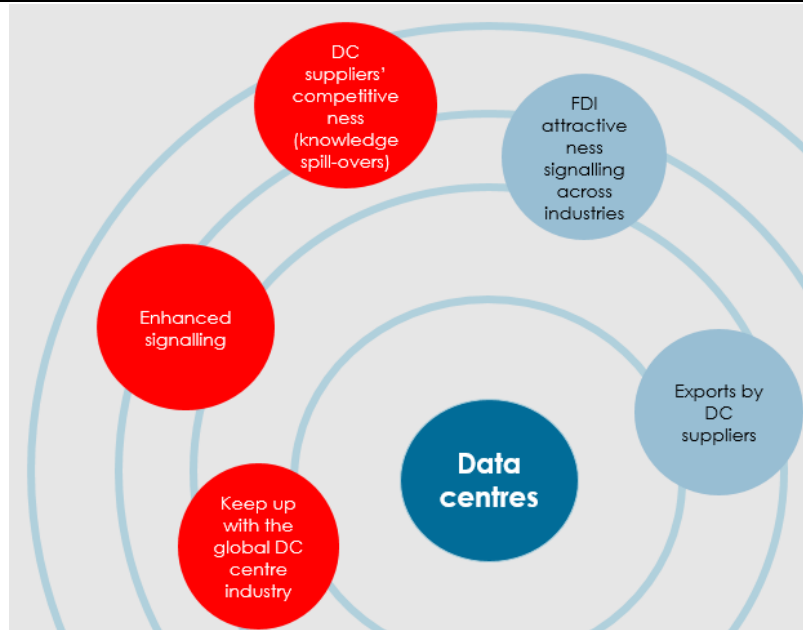 DC
suppliers’
competitive
ness
(knowledge
spill-overs)
FDI
attractive
ness
signalling
across
industries
Enhanced
signalling
Exports by
DC
suppliers
Data
centres
Keep up
with the
global DC
centre
industry